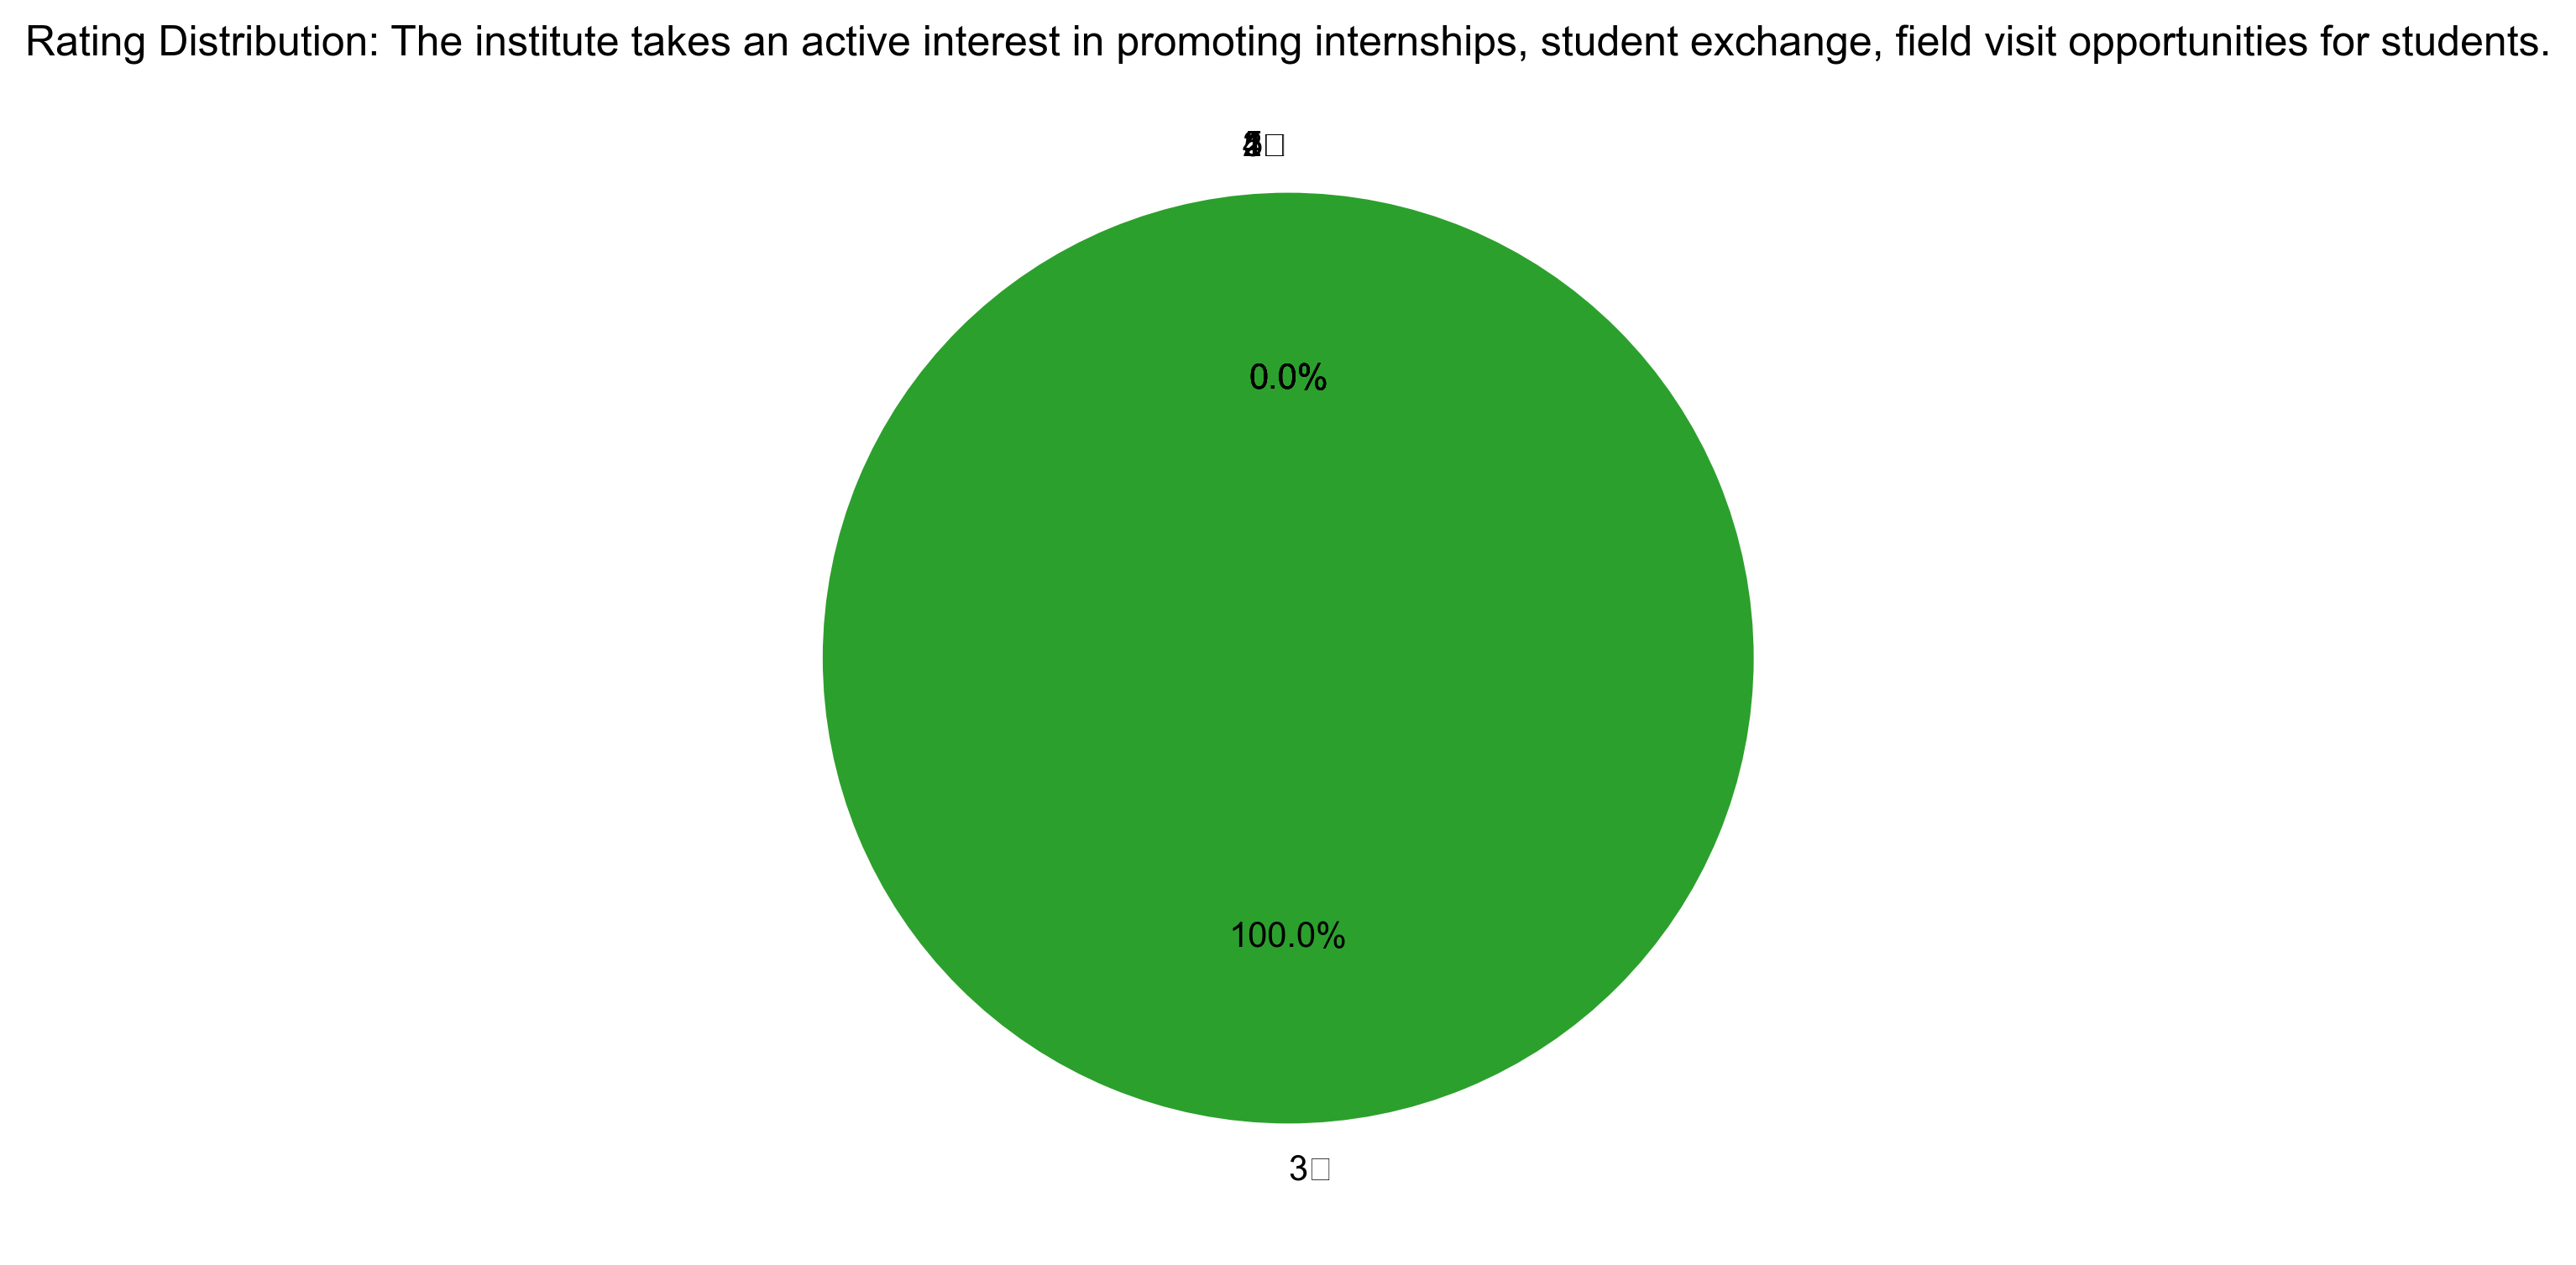 Rating Distribution: The institute takes an active interest in promoting internships, student exchange, field visit opportunities for students.
0.0%
100.0%
3